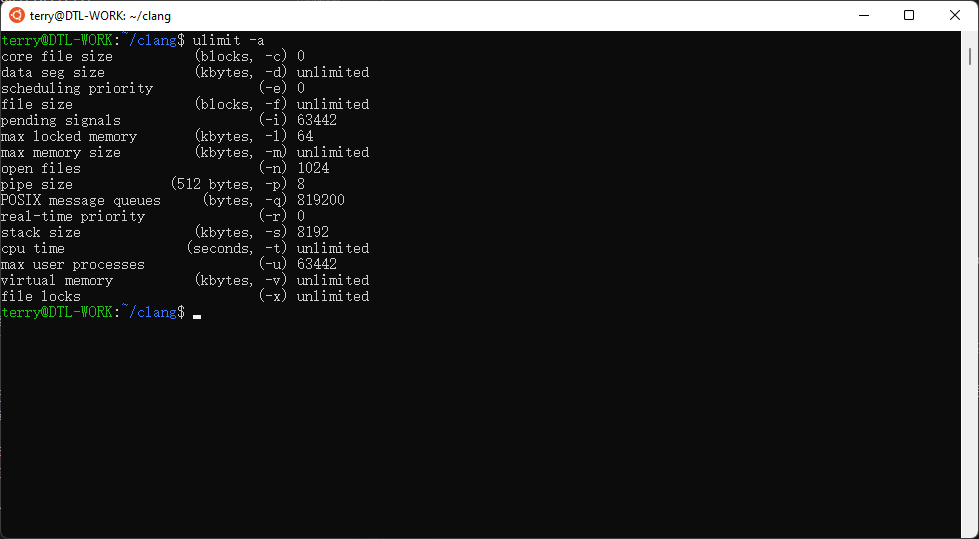 terry@DTL-WORK: ~/clang
terry@DTL-WORK:~/clang$ ulimit -a
core file size          (blocks, -c) 0
data seg size           (kbytes, -d) unlimited
scheduling priority             (-e) 0
file size               (blocks, -f) unlimited
pending signals                 (-i) 63442
max locked memory       (kbytes, -l) 64
max memory size         (kbytes, -m) unlimited
open files                      (-n) 1024
pipe size            (512 bytes, -p) 8
POSIX message queues     (bytes, -q) 819200
real-time priority              (-r) 0
stack size              (kbytes, -s) 8192
cpu time               (seconds, -t) unlimited
max user processes              (-u) 63442
virtual memory          (kbytes, -v) unlimited
file locks                      (-x) unlimited
terry@DTL-WORK:~/clang$